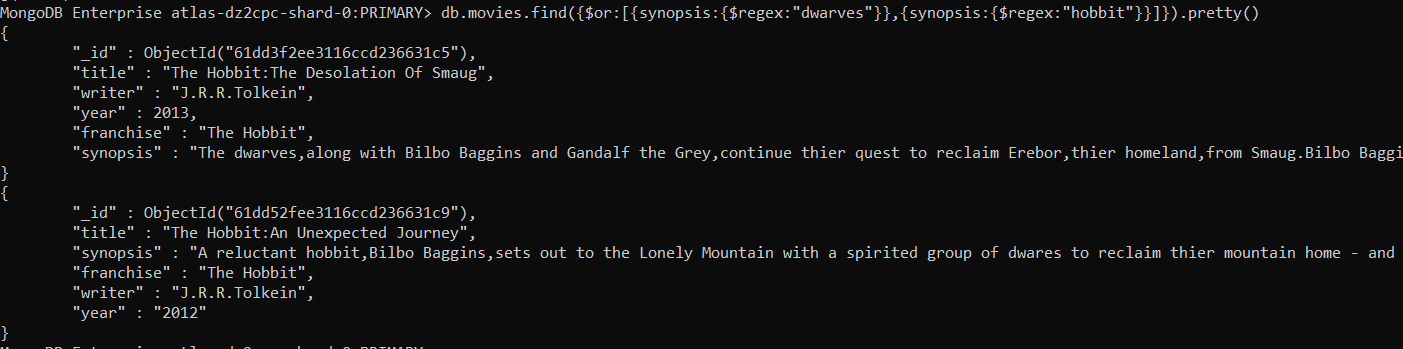 MongoDB Enterprise atlas-dz2cpc-shard-0:PRIMARY> db.movies.find({$or:[{synopsis:{$regex:"dwarves"}},{synopsis:{$regex:"hobbit"}}]}).pretty()
{
"_id" : ObjectId("61dd3f2ee3116ccd236631c5"),
"title" : "The Hobbit:The Desolation Of Smaug",
"writer" : "J.R.R.Tolkein",
"year" : 2013,
"franchise" : "The Hobbit",
"synopsis" : "The dwarves,along with Bilbo Baggins and Gandalf the Grey,continue thier quest to reclaim Erebor,thier homeland,from Smaug.Bilbo Baggi
}
{
"_id" : ObjectId("61dd52fee3116ccd236631c9"),
"title" : "The Hobbit:An Unexpected Journey",
"synopsis" : "A reluctant hobbit,Bilbo Baggins,sets out to the Lonely Mountain with a spirited group of dwares to reclaim thier mountain home - and
"franchise" : "The Hobbit",
"writer" : "J.R.R.Tolkein",
"year" : "2012"
}